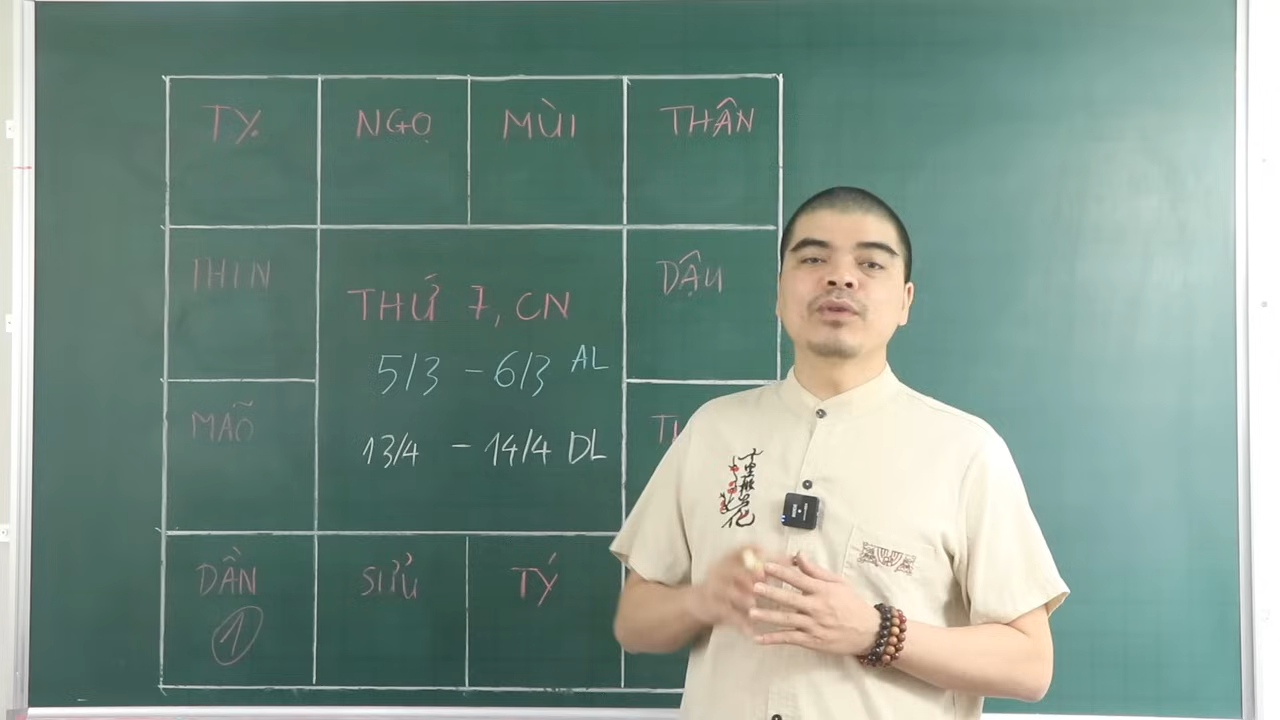 TỴ NGỌ MÙI THÂN
THÌN DẬU
THỨ 7, CN
5/3 - 6/3 AL
MÃO
13/4 - 14/4 DL
DẦN SỬU TÝ
1